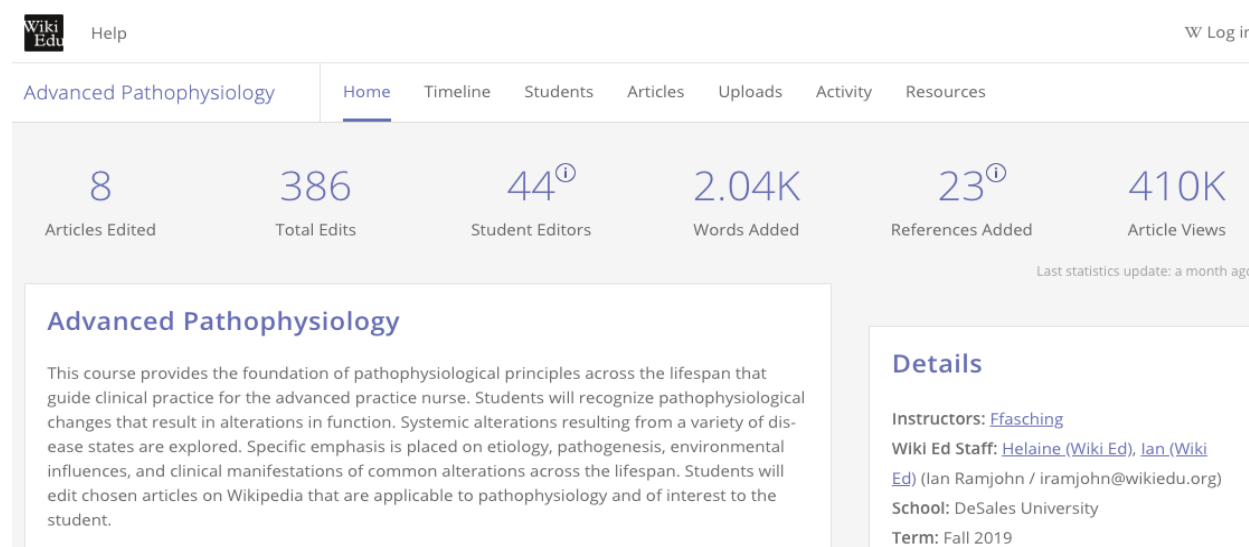 Wiki
Edu
Help
W Log in
Advanced Pathophysiology
Home Timeline Students Articles Uploads Activity Resources
8 386 44 2.04K 23 410K
Articles Edited Total Edits Student Editors Words Added References Added Article Views
Last statistics update: a month ago
Advanced Pathophysiology
This course provides the foundation of pathophysiological principles across the lifespan that
guide clinical practice for the advanced practice nurse. Students will recognize pathophysiological
changes that result in alterations in function. Systemic alterations resulting from a variety of dis-
ease states are explored. Specific emphasis is placed on etiology, pathogenesis, environmental
influences, and clinical manifestations of common alterations across the lifespan. Students will
edit chosen articles on Wikipedia that are applicable to pathophysiology and of interest to the
student.
Details
Instructors: Ffasching
Wiki Ed Staff: Helaine (Wiki Ed), Ian (Wiki
Ed) (Ian Ramjohn / iramjohn@wikiedu.org)
School: DeSales University
Term: Fall 2019